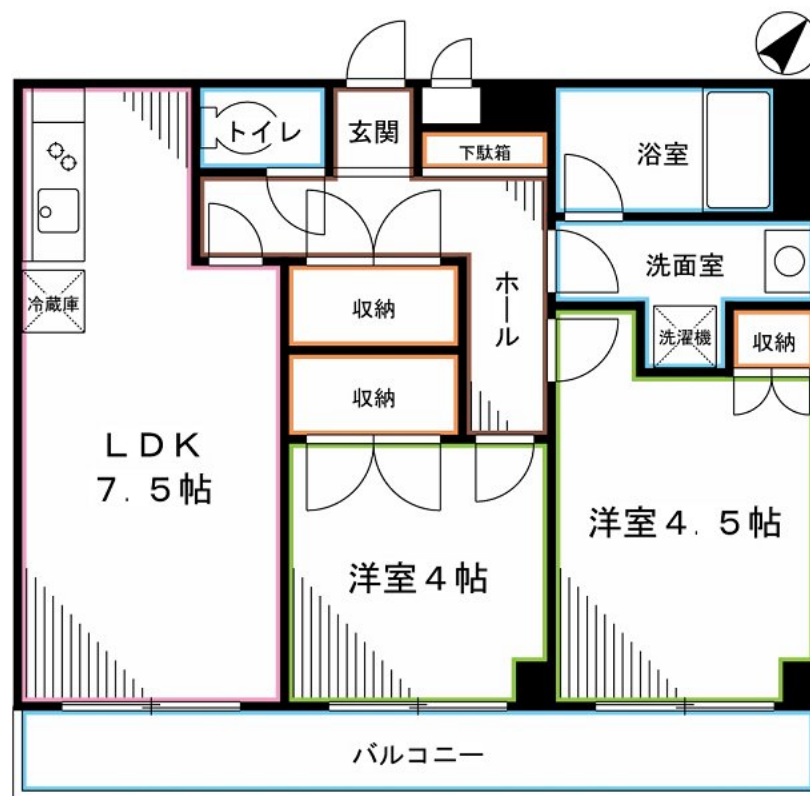 トイレ
玄関
下駄箱
浴室
洗面室
冷蔵庫
収納
ホール
洗濯機
収納
収納
LDK
7.5帖
洋室4帖
洋室4.5帖
バルコニー